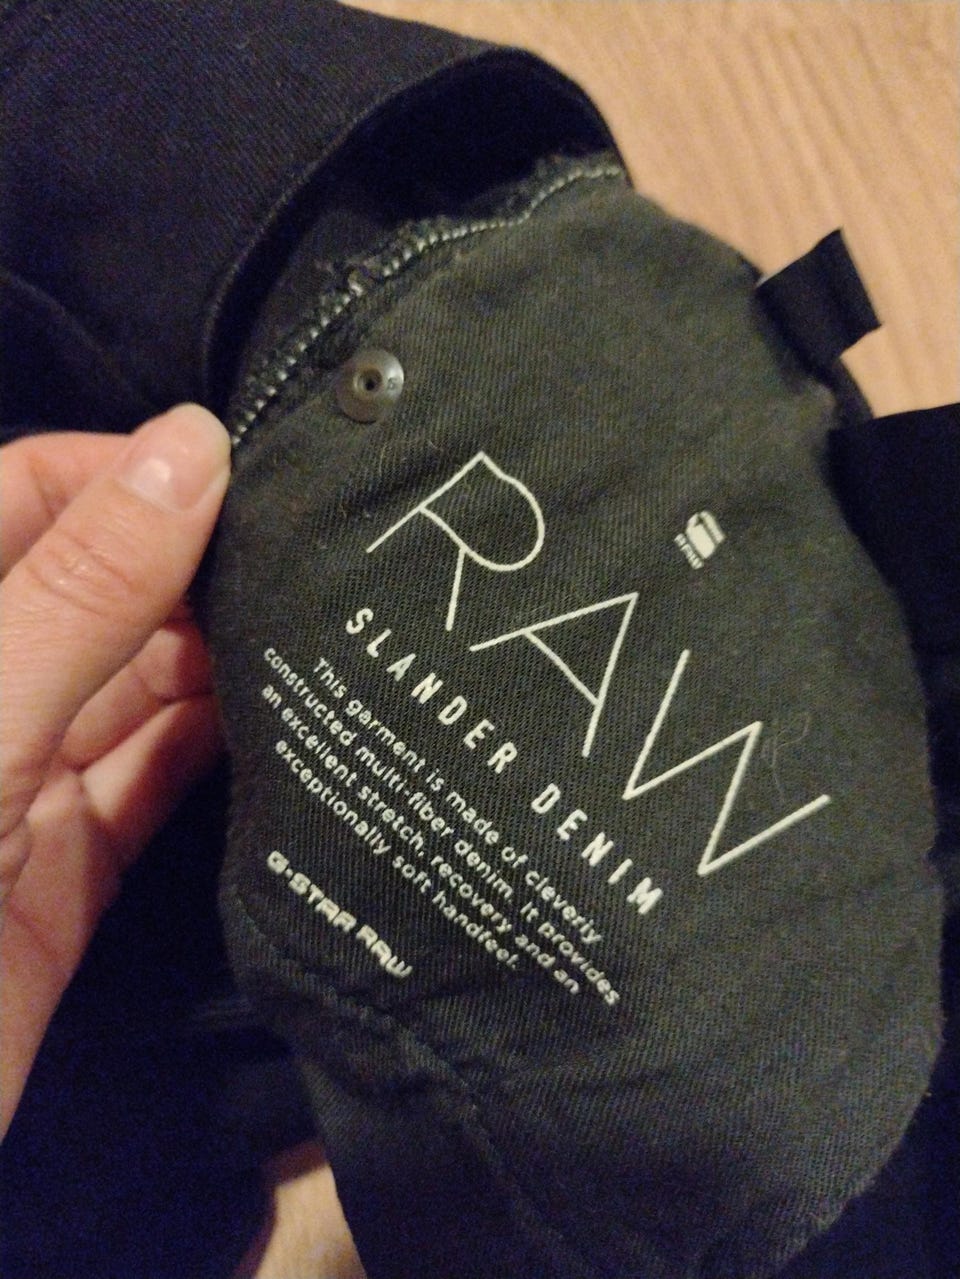 RAW
SLANDER DENIM
This garment is made of cleverly
constructed multi-fiber denim. It provides
an excellent stretch, recovery and an
exceptionally soft handfeel.
G-STAR RAW